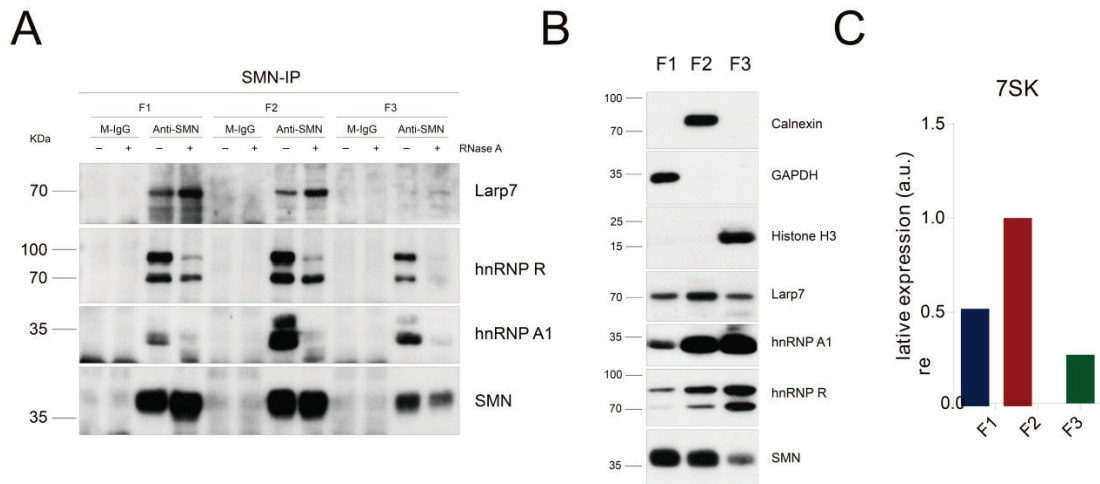 A
SMN-IP
F1 F2 F3
M-IgG Anti-SMN M-IgG Anti-SMN M-IgG Anti-SMN
KDa
– + – + – + – + – + – + RNase A
70 Larp7
100
70
hnRNP R
35 hnRNP A1
35 SMN
B
F1 F2 F3
100
70
Calnexin
35 GAPDH
25
15
Histone H3
70 Larp7
35
25
hnRNP A1
100
70
hnRNP R
35 SMN
C
7SK
lative expression (a.u.)
re
1.5
1.0
0.5
0.0
F1 F2 F3